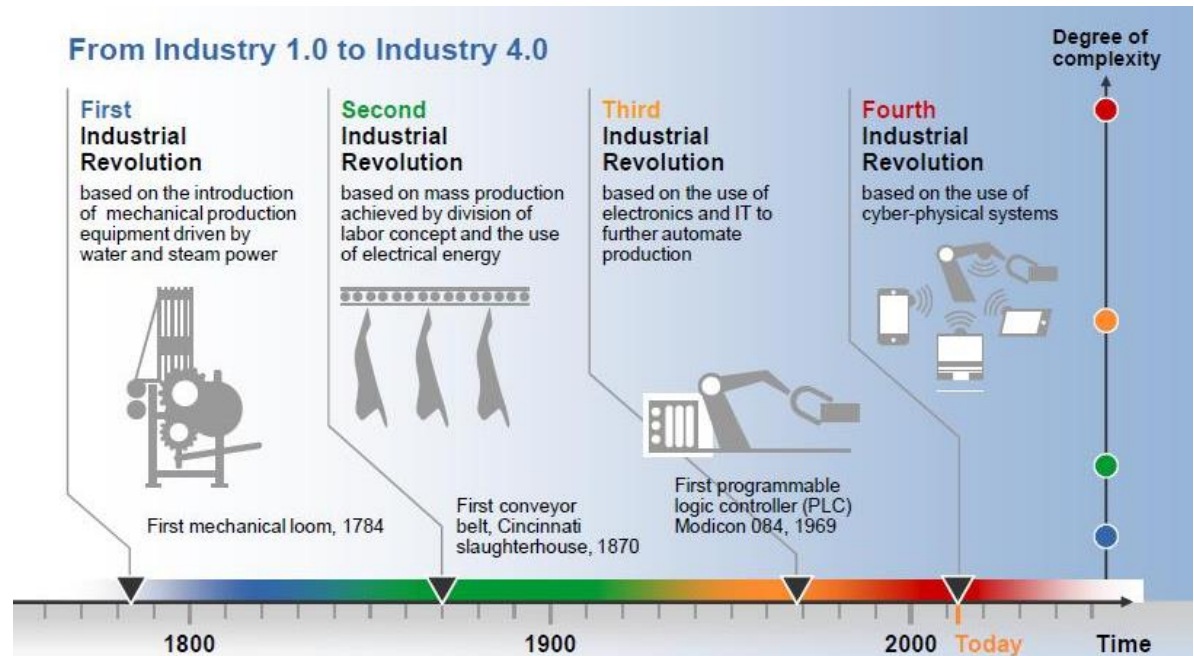 From Industry 1.0 to Industry 4.0
Degree of
complexity
First
Industrial
Revolution
based on the introduction
of mechanical production
equipment driven by
water and steam power
Second
Industrial
Revolution
based on mass production
achieved by division of
labor concept and the use
of electrical energy
Third
Industrial
Revolution
based on the use of
electronics and IT to
further automate
production
Fourth
Industrial
Revolution
based on the use of
cyber-physical systems
First mechanical loom, 1784
First conveyor
belt, Cincinnati
slaughterhouse, 1870
First programmable
logic controller (PLC)
Modicon 084, 1969
1800
1900
2000
Today
Time